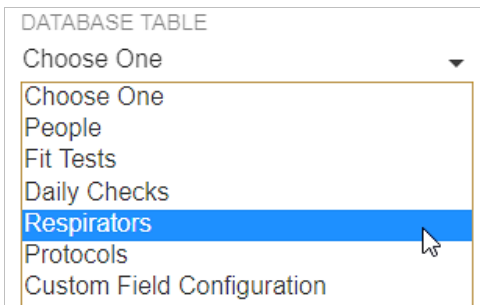 DATABASE TABLE
Choose One
Choose One
People
Fit Tests
Daily Checks
Respirators
Protocols
Custom Field Configuration